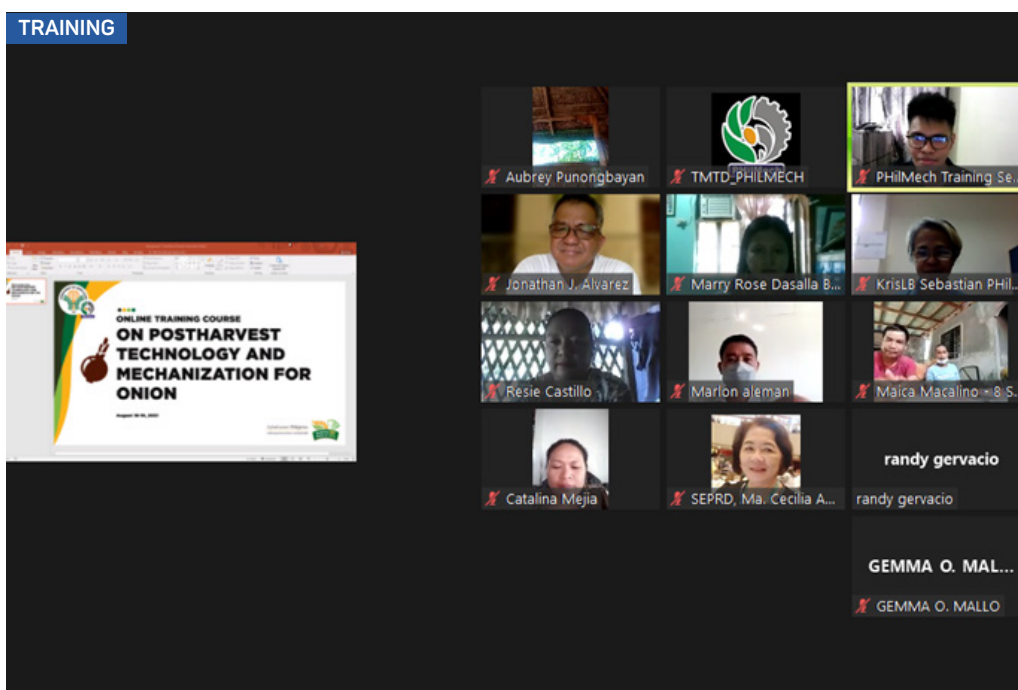 TRAINING
ONLINE TRAINING COURSE
ON POSTHARVEST
TECHNOLOGY AND
MECHANIZATION FOR
ONION
Aubrey Punongbayan
TMTD_PHILMECH
PHilMech Training Se...
Jonathan J. Alvarez
Marry Rose Dasalla B...
KrisLB Sebastian PHil...
Resie Castillo
Marlon aleman
Maica Macalino - 8 S...
Catalina Mejia
SEPRD, Ma. Cecilia A...
randy gervacio
randy gervacio
GEMMA O. MAL...
GEMMA O. MALLO